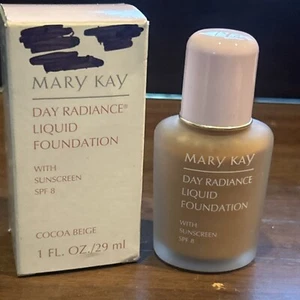 MARY KAY
DAY RADIANCE®
LIQUID
FOUNDATION
WITH
SUNSCREEN
SPF 8
COCOA BEIGE
1 FL. OZ./29 ml
MARY KAY
DAY RADIANCE
LIQUID
FOUNDATION
WITH
SUNSCREEN
SPF 8